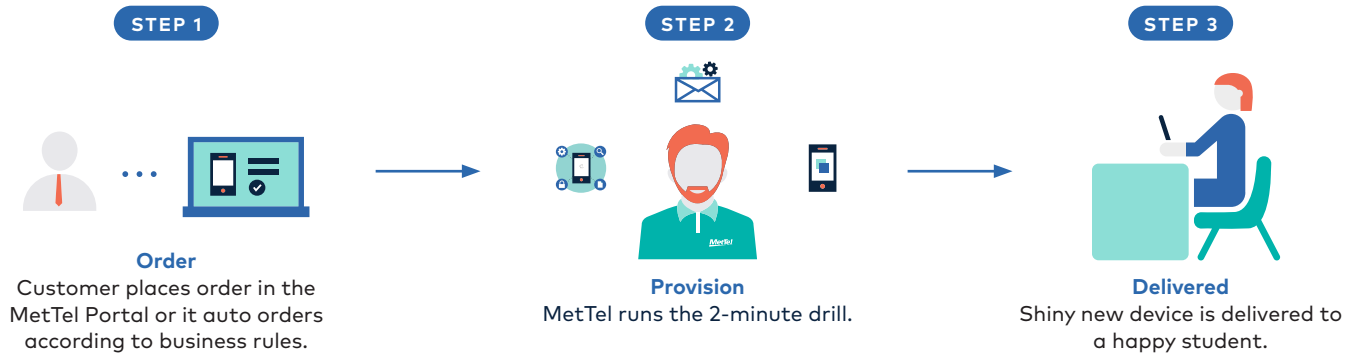 STEP 1
STEP 2
STEP 3
MetTel
Order
Customer places order in the
MetTel Portal or it auto orders
according to business rules.
Provision
MetTel runs the 2-minute drill.
Delivered
Shiny new device is delivered to
a happy student.